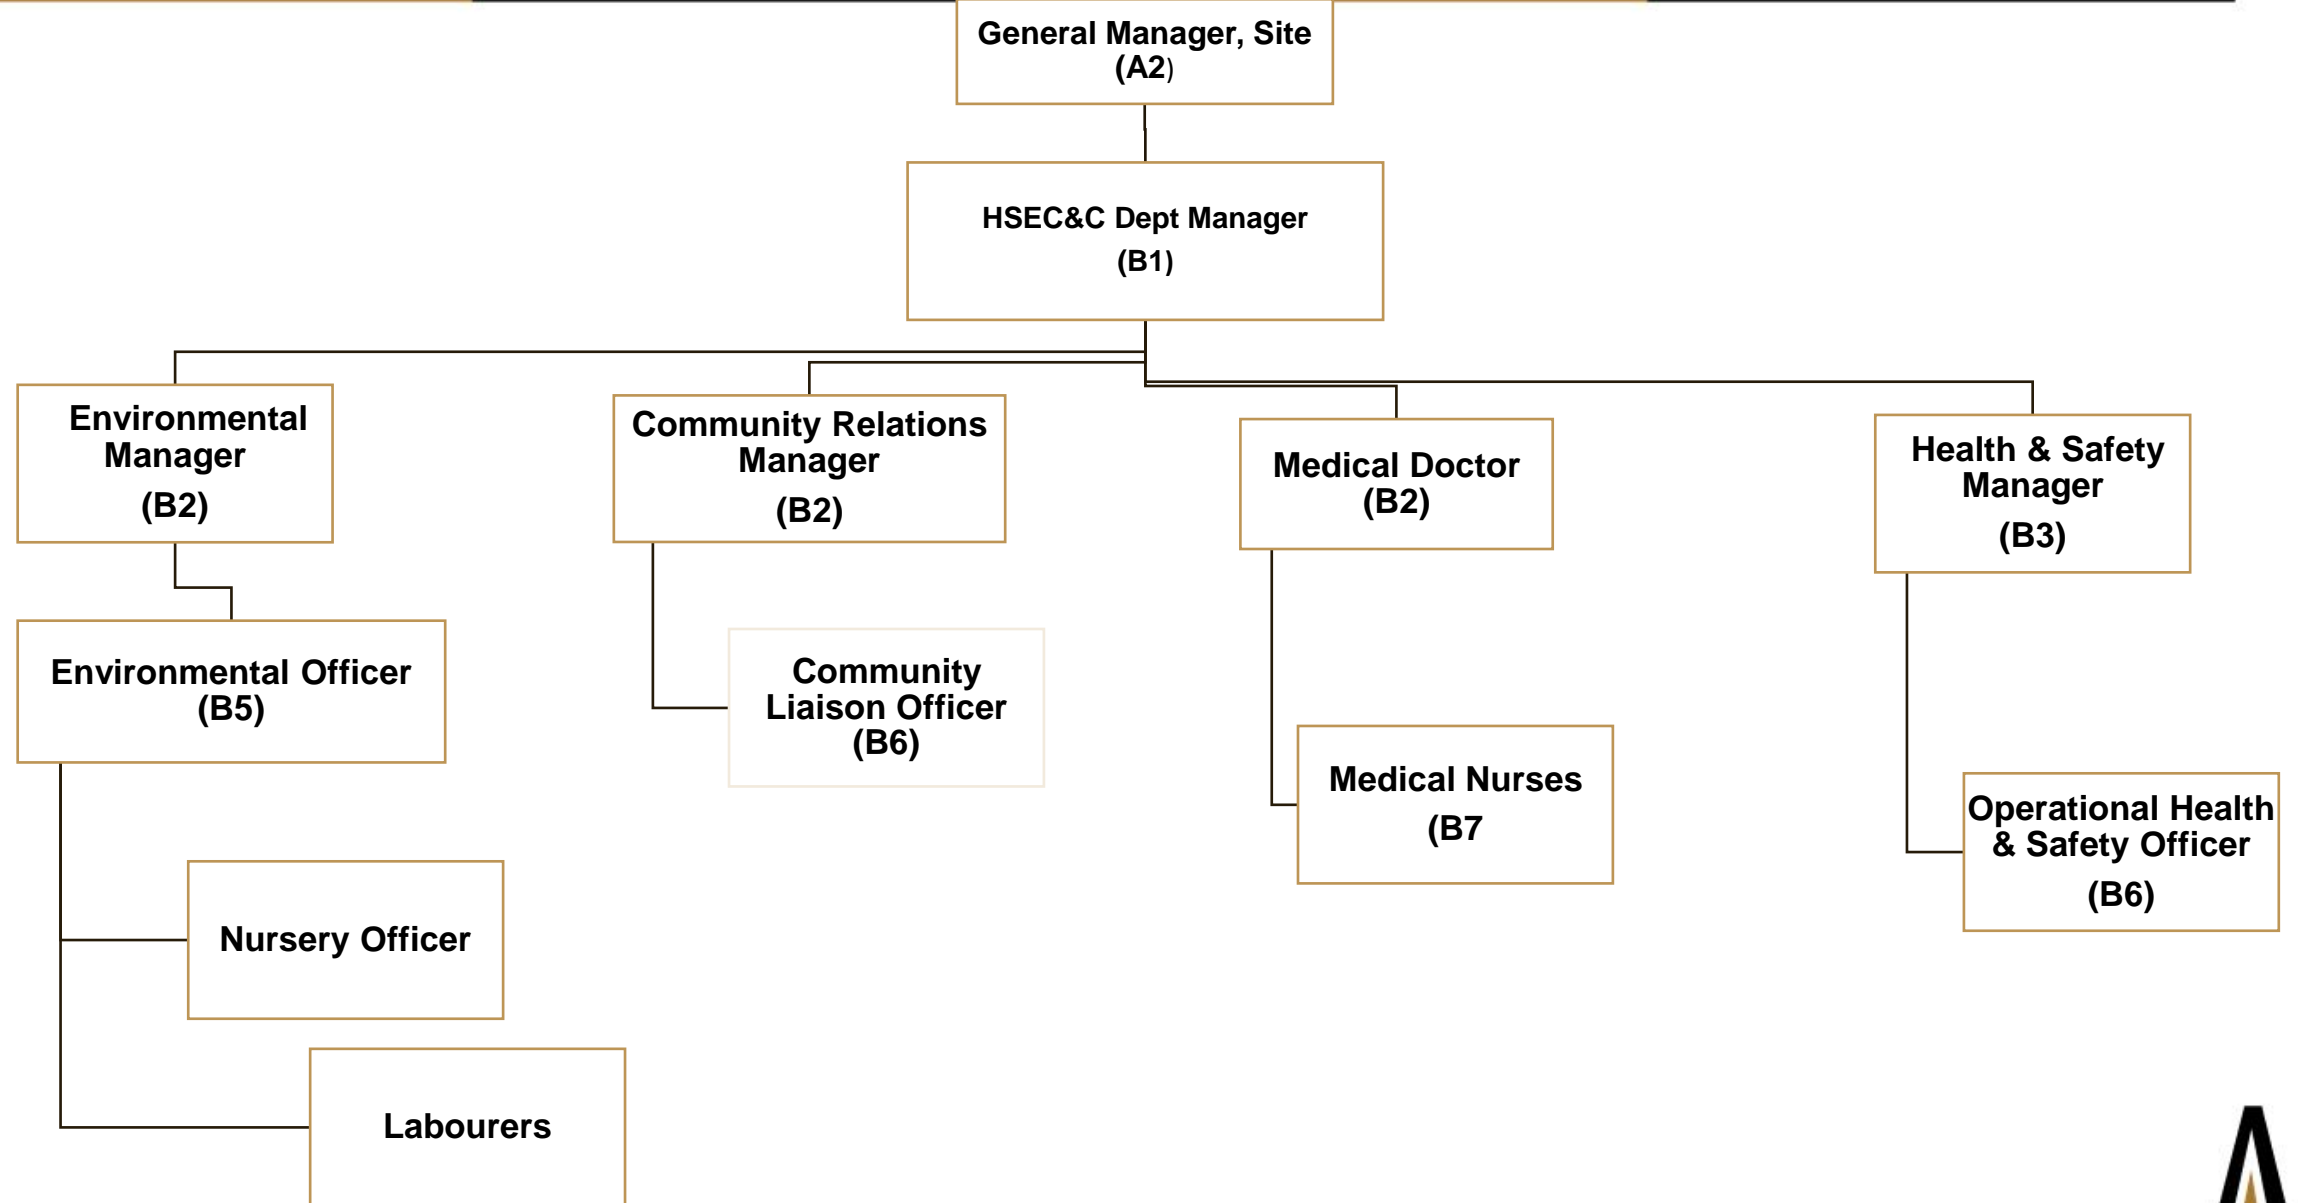 General Manager, Site
(A2)
HSEC&C Dept Manager
(B1)
Environmental
Manager
(B2)
Community Relations
Manager
(B2)
Medical Doctor
(B2)
Health & Safety
Manager
(B3)
Environmental Officer
(B5)
Community
Liaison Officer
(B6)
Medical Nurses
(B7
Operational Health
& Safety Officer
(B6)
Nursery Officer
Labourers